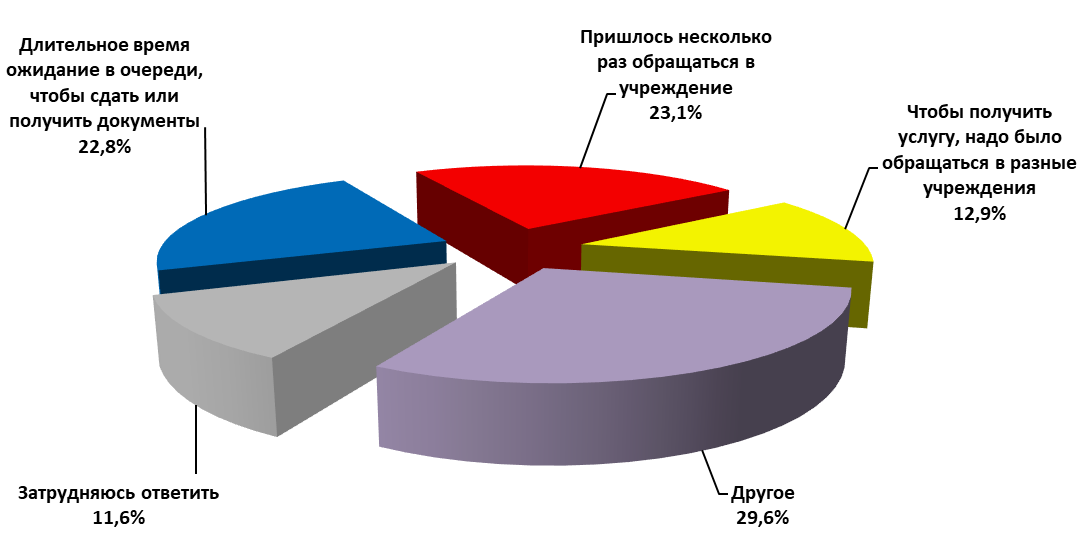 Длительное время
ожидание в очереди,
чтобы сдать или
получить документы
22,8%
Пришлось несколько
раз обращаться в
учреждение
23,1%
Чтобы получить
услугу, надо было
обращаться в разные
учреждения
12,9%
Затрудняюсь ответить
11,6%
Другое
29,6%